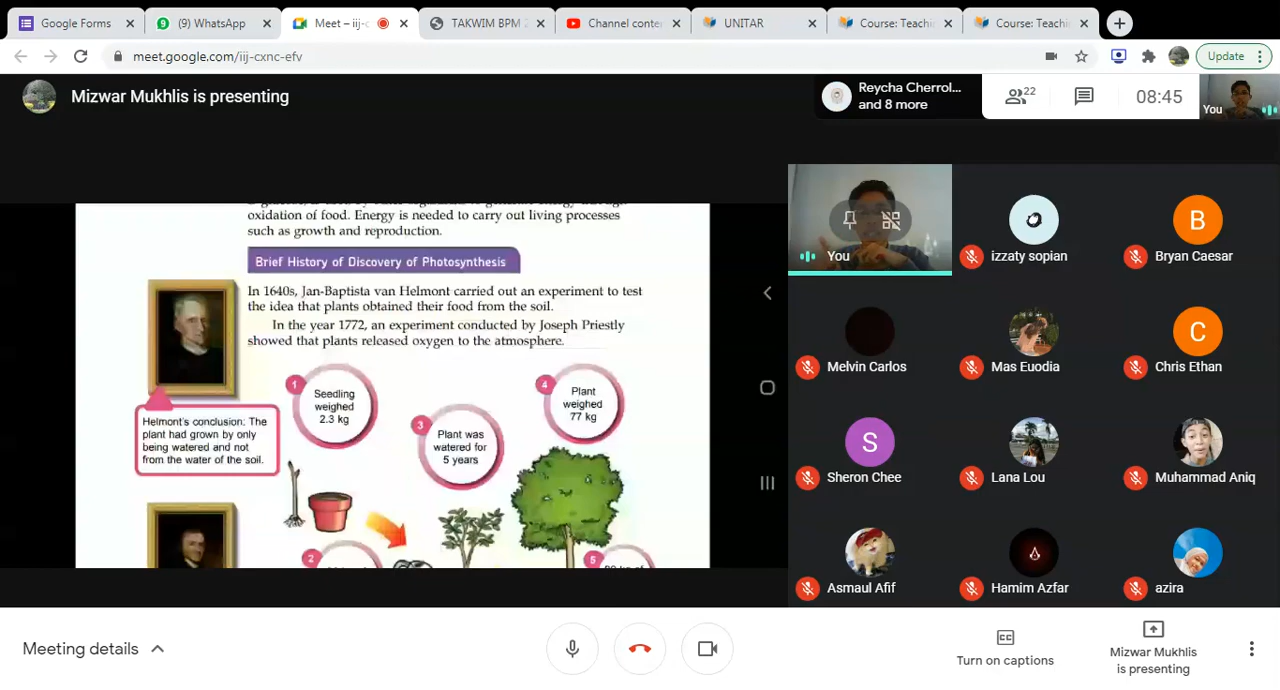 Google Forms
(9) WhatsApp
Meet – iij-c
TAKWIM BPM 2
Channel conte
UNITAR
Course: Teachi
Course: Teachi
meet.google.com/iij-cxnc-efv
Update
Mizwar Mukhlis is presenting
Reycha Cherrol...
and 8 more
22
08:45
You
oxidation of food. Energy is needed to carry out living processes
such as growth and reproduction.
Brief History of Discovery of Photosynthesis
In 1640s, Jan-Baptista van Helmont carried out an experiment to test
the idea that plants obtained their food from the soil.
In the year 1772, an experiment conducted by Joseph Priestly
showed that plants released oxygen to the atmosphere.
1
Seedling
weighed
2.3 kg
4
Plant
weighed
77 kg
3
Plant was
watered for
5 years
Helmont's conclusion: The
plant had grown by only
being watered and not
from the water of the soil.
2
5
You
izzaty sopian
B
Bryan Caesar
Melvin Carlos
Mas Euodia
C
Chris Ethan
S
Sheron Chee
Lana Lou
Muhammad Aniq
Asmaul Afif
Hamim Azfar
azira
Meeting details
CC
Turn on captions
Mizwar Mukhlis
is presenting